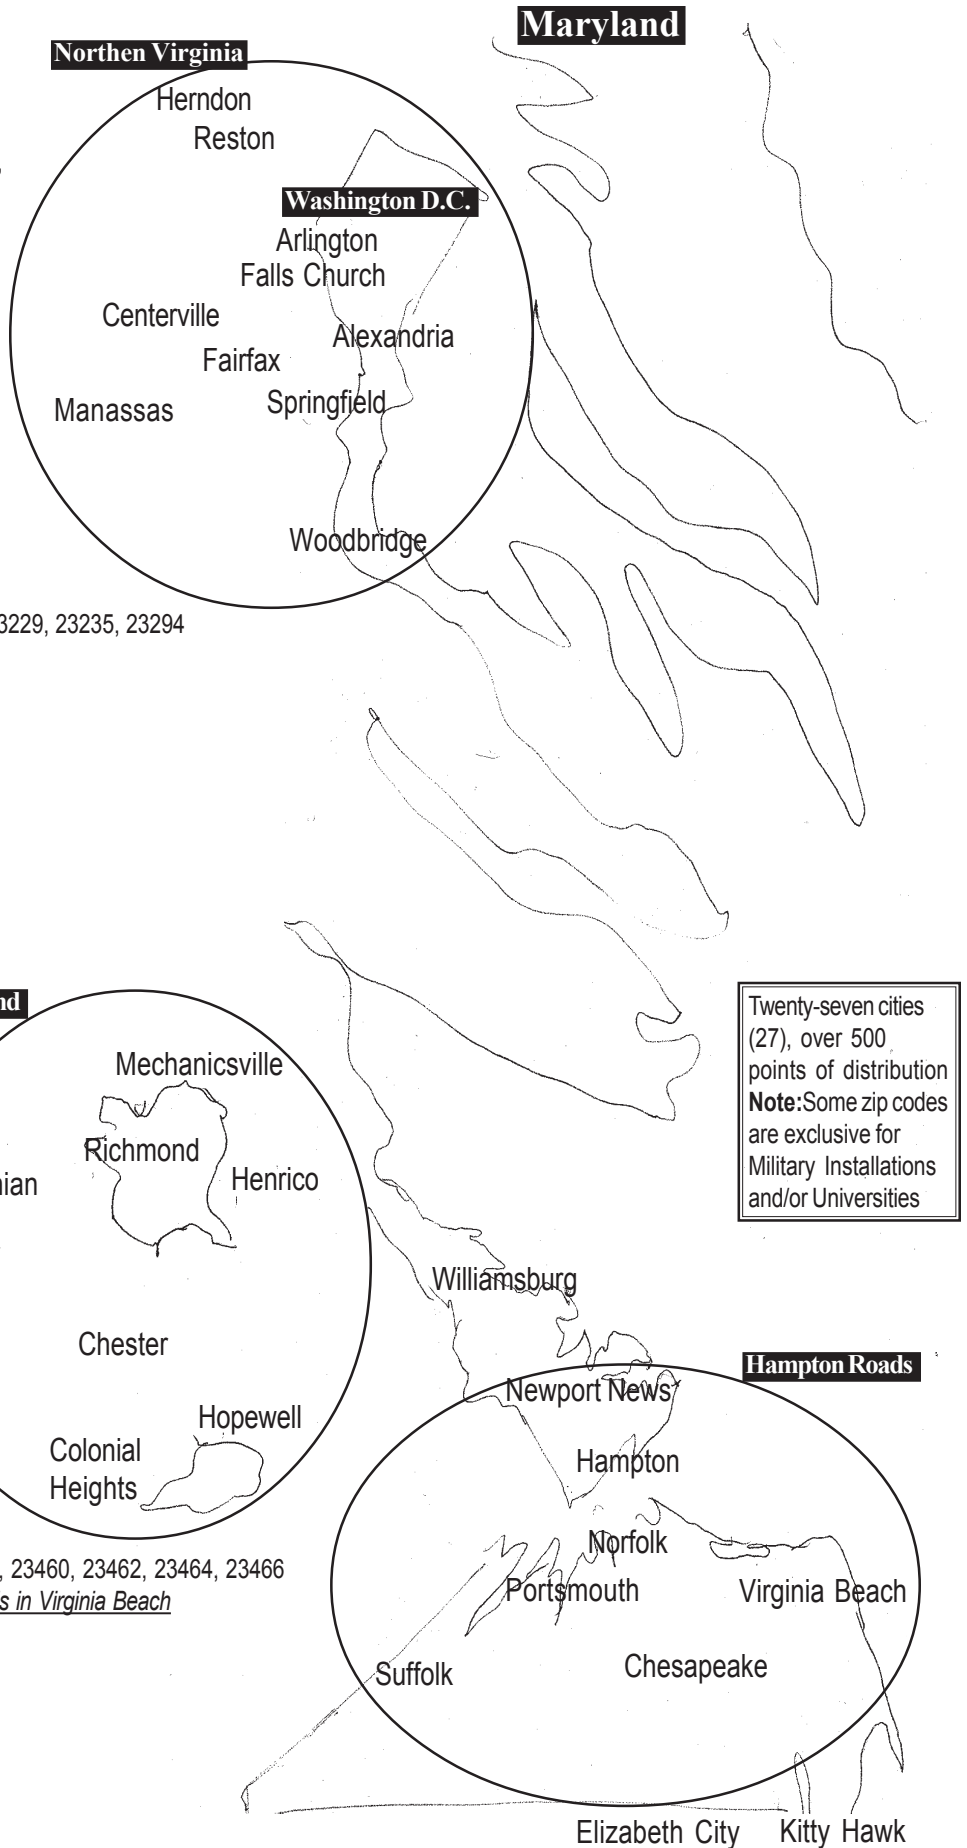 Maryland
Northen Virginia
Herndon
Reston
Washington D.C.
Arlington
Falls Church
Centerville
Alexandria
Fairfax
Springfield
Manassas
Woodbridge
3229, 23235, 23294
nd
Mechanicsville
Richmond
Henrico
nian
Chester
Hopewell
Colonial
Heights
Twenty-seven cities
(27), over 500
points of distribution
Note:Some zip codes
are exclusive for
Military Installations
and/or Universities
Williamsburg
Hampton Roads
Newport News
Hampton
Norfolk
Portsmouth
Virginia Beach
Suffolk
Chesapeake
, 23460, 23462, 23464, 23466
s in Virginia Beach
Elizabeth City
Kitty Hawk